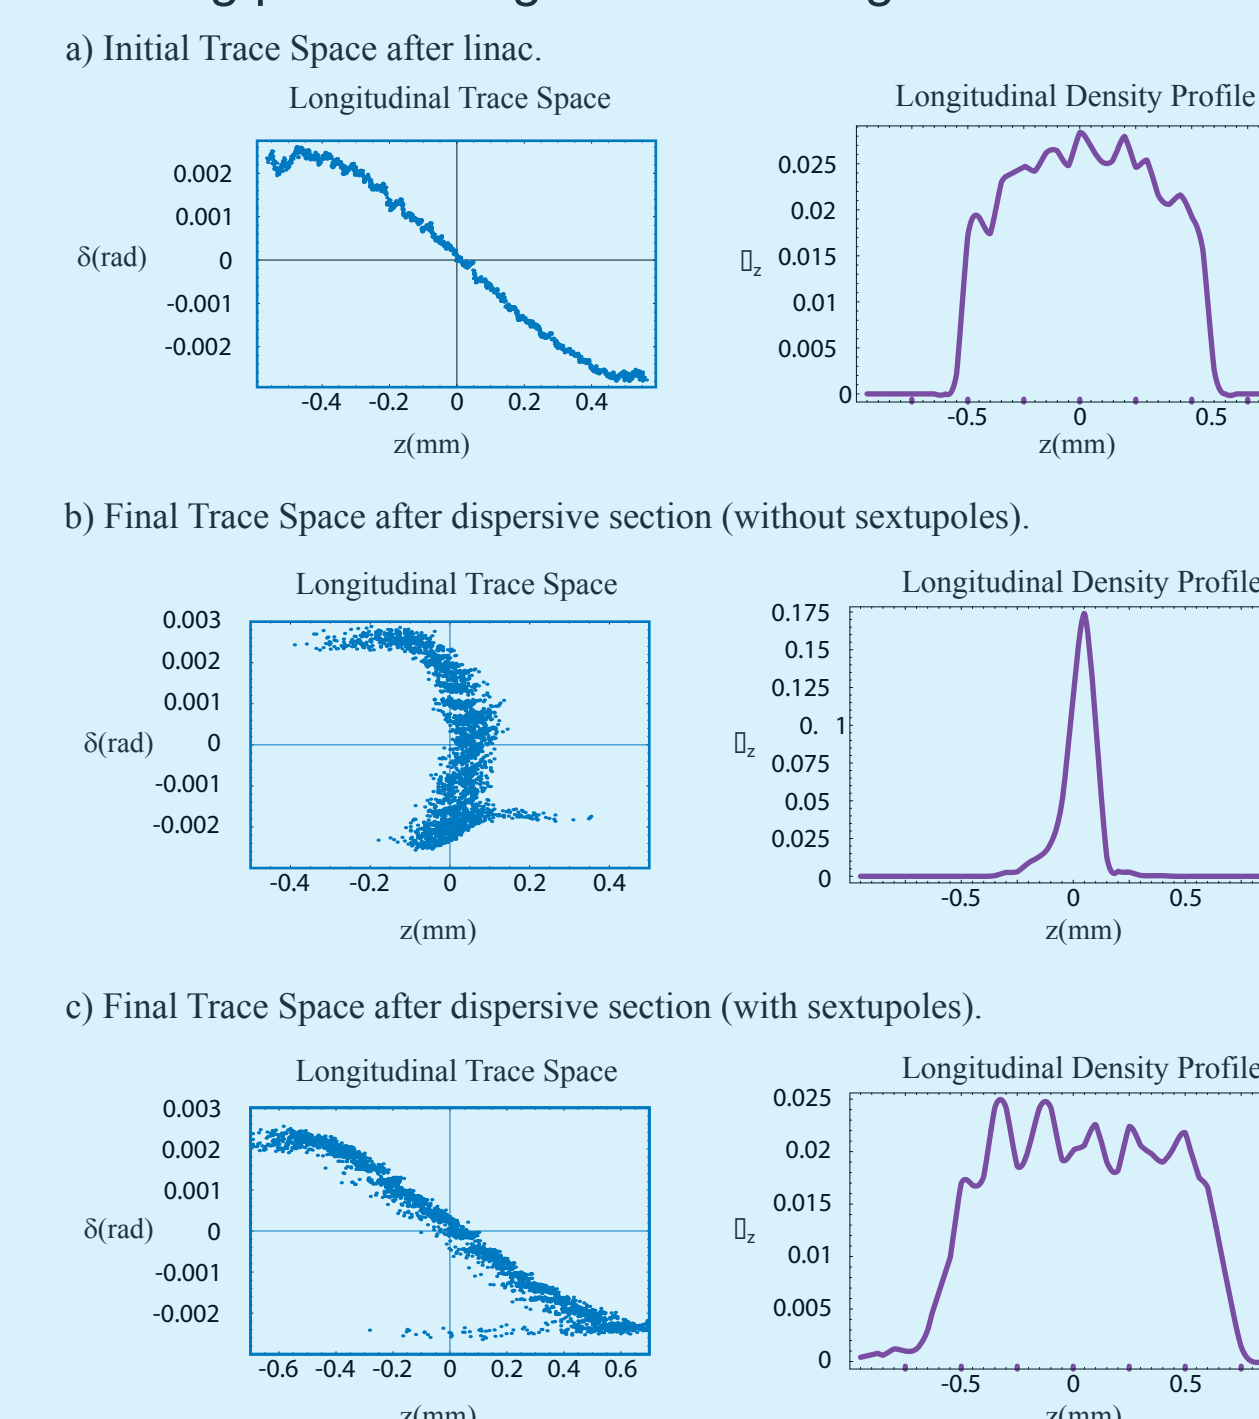 a) Initial Trace Space after linac.
Longitudinal Trace Space
Longitudinal Density Profile
0.002
0.001
0
-0.001
-0.002
δ(rad)
-0.4 -0.2 0 0.2 0.4
z(mm)
0.025
0.02
0.015
0.01
0.005
0
▯z
-0.5 0 0.5
z(mm)
b) Final Trace Space after dispersive section (without sextupoles).
Longitudinal Trace Space
Longitudinal Density Profile
0.003
0.002
0.001
0
-0.001
-0.002
δ(rad)
-0.4 -0.2 0 0.2 0.4
z(mm)
0.175
0.15
0.125
0. 1
0.075
0.05
0.025
0
▯z
-0.5 0 0.5
z(mm)
c) Final Trace Space after dispersive section (with sextupoles).
Longitudinal Trace Space
Longitudinal Density Profile
0.003
0.002
0.001
0
-0.001
-0.002
δ(rad)
-0.6 -0.4 -0.2 0 0.2 0.4 0.6
z(mm)
0.025
0.02
0.015
0.01
0.005
0
▯z
-0.5 0 0.5
z(mm)